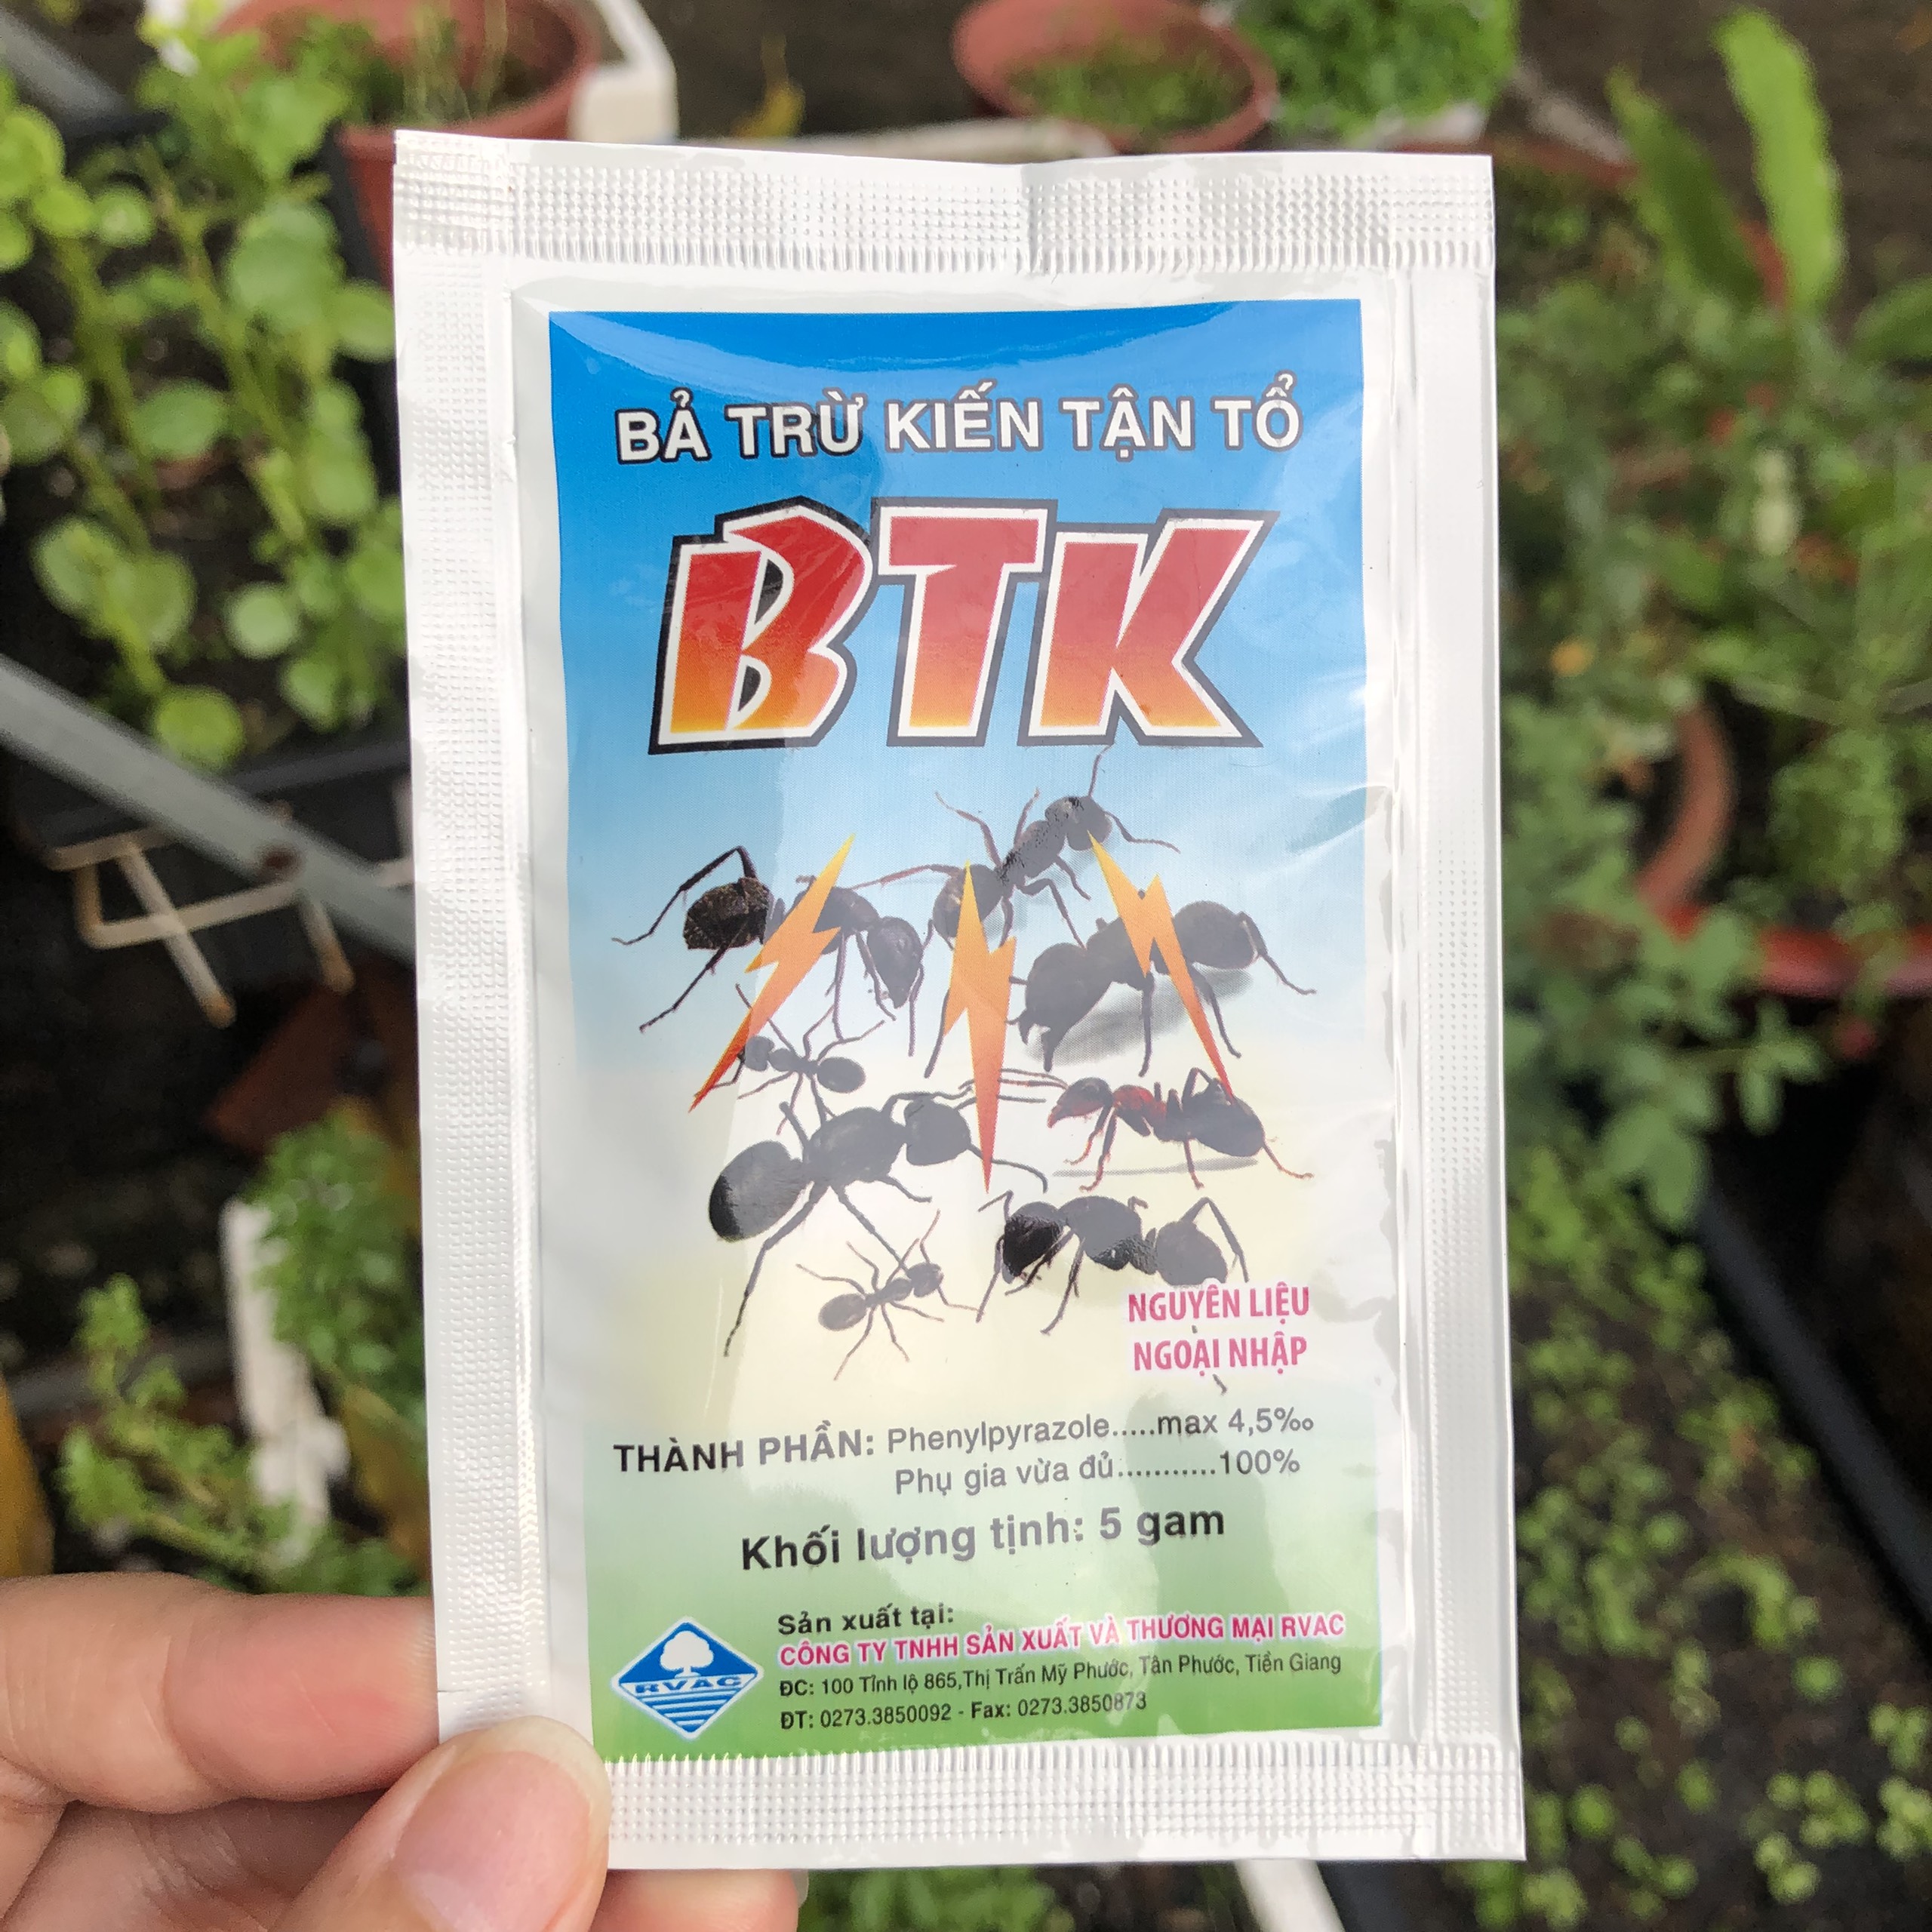 BẢ TRỪ KIẾN TẬN TỔ
BTK
NGUYÊN LIỆU
NGOẠI NHẬP
THÀNH PHẦN: Phenylpyrazole.....max 4,5‰
Phụ gia vừa đủ............100%
Khối lượng tịnh: 5 gam
Sản xuất tại:
CÔNG TY TNHH SẢN XUẤT VÀ THƯƠNG MẠI RVAC
RVAC
ĐC: 100 Tỉnh lộ 865,Thị Trấn Mỹ Phước, Tân Phước, Tiền Giang
ĐT: 0273.3850092 - Fax: 0273.3850873